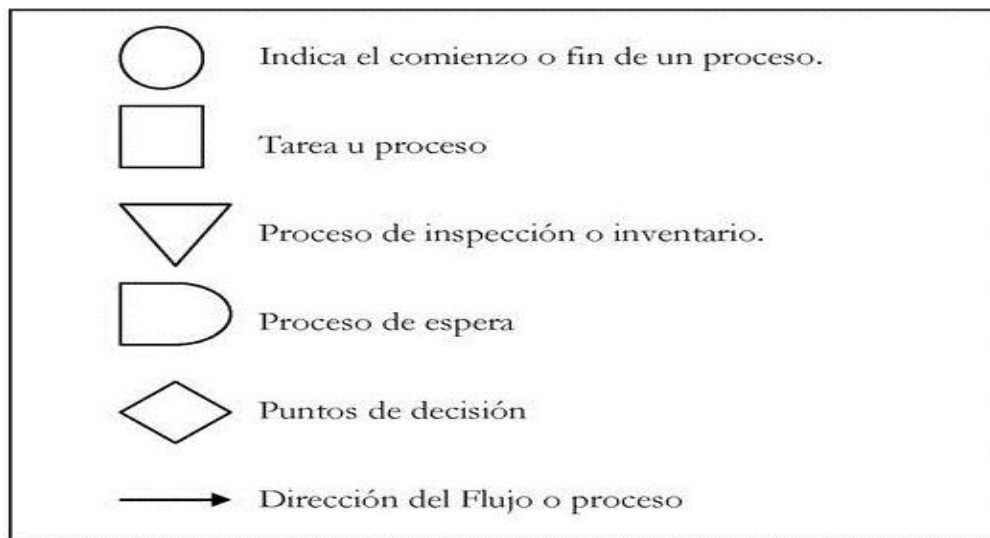 Indica el comienzo o fin de un proceso.
Tarea u proceso
Proceso de inspección o inventario.
Proceso de espera
Puntos de decisión
Dirección del Flujo o proceso